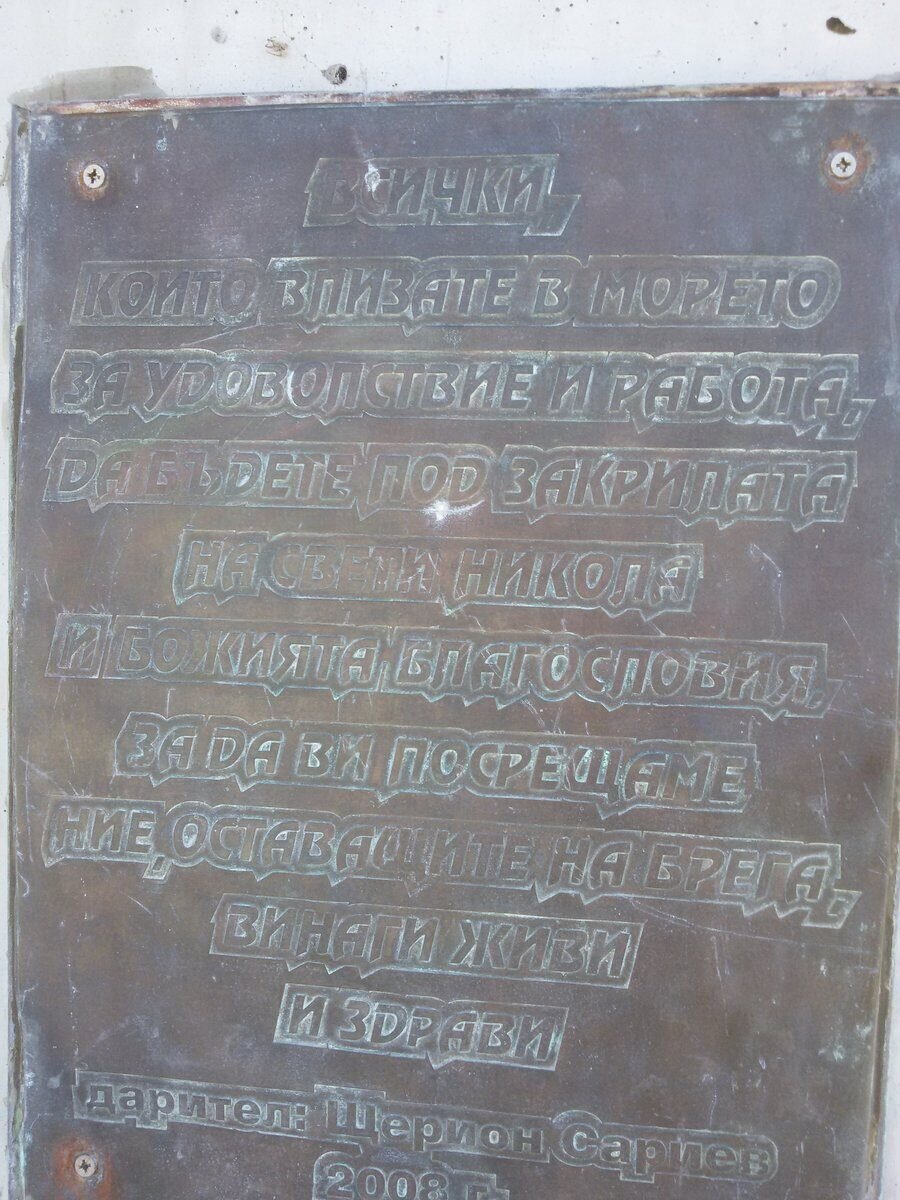 ВСИЧКИ,
КОИТО ВЛИЗАТЕ В МОРЕТО
ЗА УДОВОЛСТВИЕ И РАБОТА,
ДА БЪДЕТЕ ПОД ЗАКРИЛАТА
НА СВЕТИ НИКОЛА
И БОЖИЯТА БЛАГОСЛОВИЯ,
ЗА ДА ВИ ПОСРЕЩАМЕ
НИЕ, ОСТАВАЩИТЕ НА БРЕГА,
ВИНАГИ ЖИВИ
И ЗДРАВИ
дарител: Щерион Сариев
2008 г.